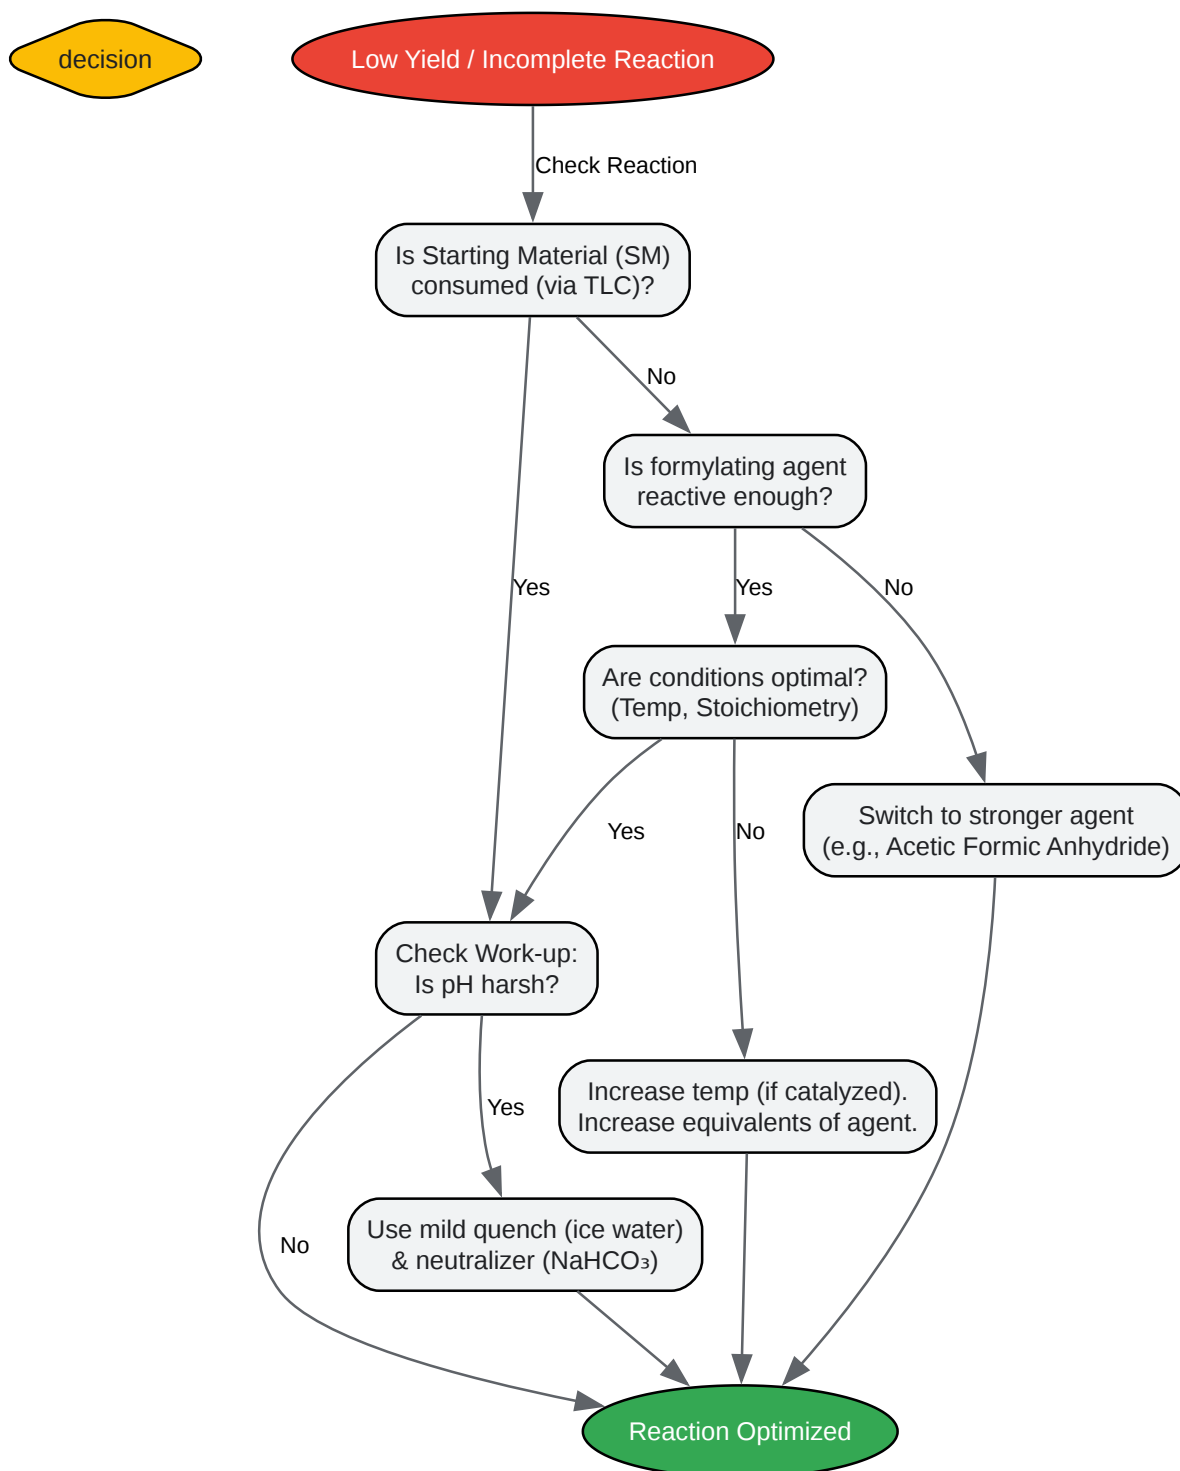 decision
Low Yield / Incomplete Reaction
Check Reaction
Is Starting Material (SM)
consumed (via TLC)?
No
Is formylating agent
reactive enough?
Yes
Yes
No
Are conditions optimal?
(Temp, Stoichiometry)
Switch to stronger agent
(e.g., Acetic Formic Anhydride)
Yes
No
Check Work-up:
Is pH harsh?
Increase temp (if catalyzed).
Increase equivalents of agent.
Yes
Use mild quench (ice water)
& neutralizer (NaHCO₃)
No
Reaction Optimized